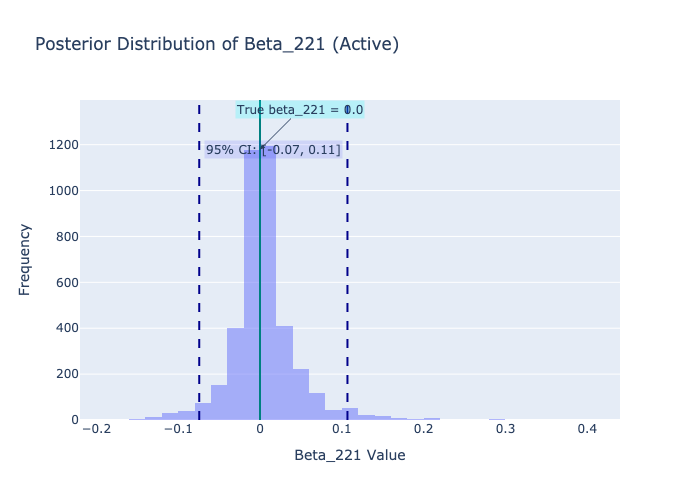 Posterior Distribution of Beta_221 (Active)
True beta_221 = 0.0
95% CI: [-0.07, 0.11]
1200
1000
800
600
400
200
0
Frequency
−0.2 −0.1 0 0.1 0.2 0.3 0.4
Beta_221 Value